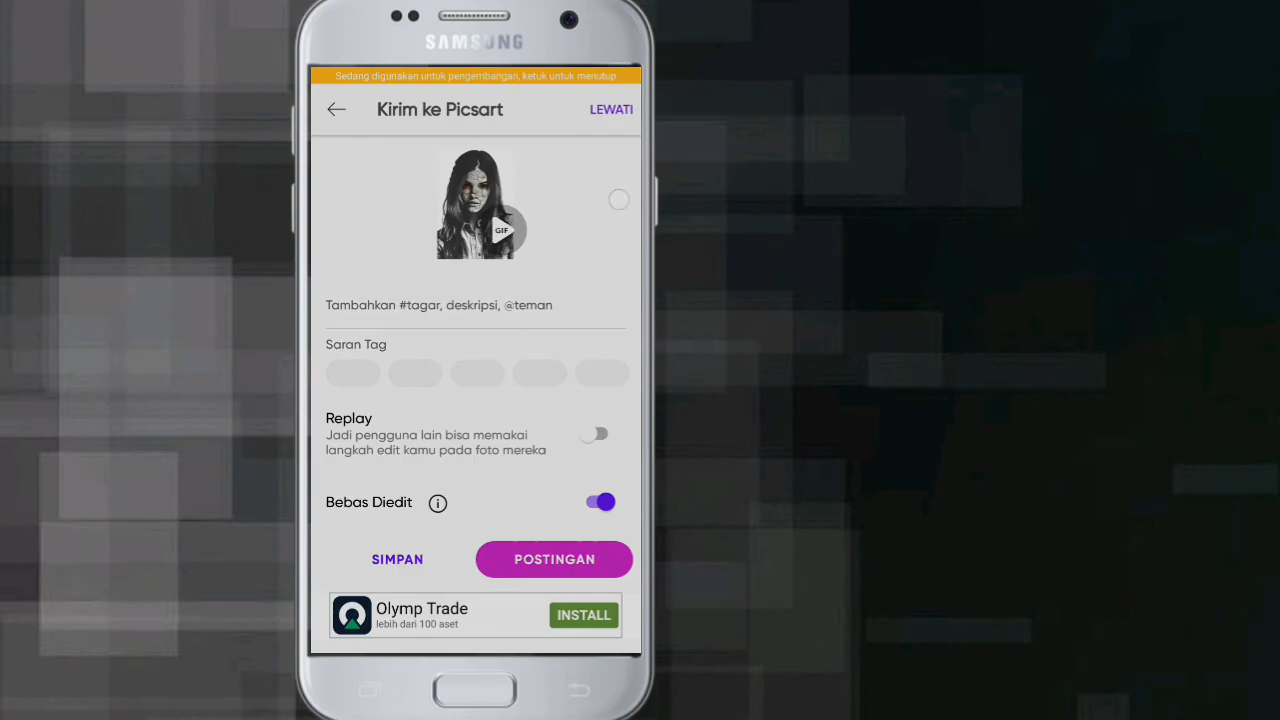 SAMSUNG
Sedang digunakan untuk pengembangan, ketuk untuk menutup
Kirim ke Picsart
LEWATI
GIF
Tambahkan #tagar, deskripsi, @teman
Saran Tag
Replay
Jadi pengguna lain bisa memakai
langkah edit kamu pada foto mereka
Bebas Diedit
SIMPAN
POSTINGAN
Olymp Trade
lebih dari 100 aset
INSTALL